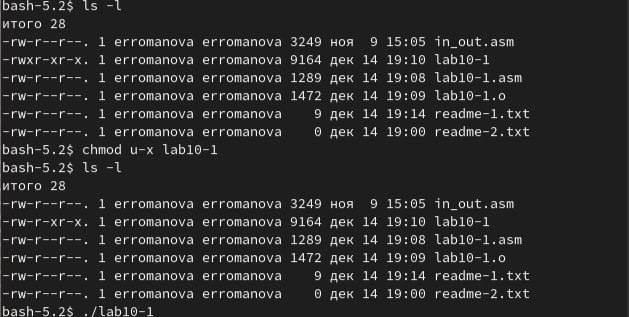 bash-5.2$ ls -l
итого 28
-rw-r--r--. 1 erromanova erromanova 3249 ноя  9 15:05 in_out.asm
-rwxr-xr-x. 1 erromanova erromanova 9164 дек 14 19:10 lab10-1
-rw-r--r--. 1 erromanova erromanova 1289 дек 14 19:08 lab10-1.asm
-rw-r--r--. 1 erromanova erromanova 1472 дек 14 19:09 lab10-1.o
-rw-r--r--. 1 erromanova erromanova    9 дек 14 19:14 readme-1.txt
-rw-r--r--. 1 erromanova erromanova    0 дек 14 19:00 readme-2.txt
bash-5.2$ chmod u-x lab10-1
bash-5.2$ ls -l
итого 28
-rw-r--r--. 1 erromanova erromanova 3249 ноя  9 15:05 in_out.asm
-rw-r-xr-x. 1 erromanova erromanova 9164 дек 14 19:10 lab10-1
-rw-r--r--. 1 erromanova erromanova 1289 дек 14 19:08 lab10-1.asm
-rw-r--r--. 1 erromanova erromanova 1472 дек 14 19:09 lab10-1.o
-rw-r--r--. 1 erromanova erromanova    9 дек 14 19:14 readme-1.txt
-rw-r--r--. 1 erromanova erromanova    0 дек 14 19:00 readme-2.txt
bash-5.2$ ./lab10-1